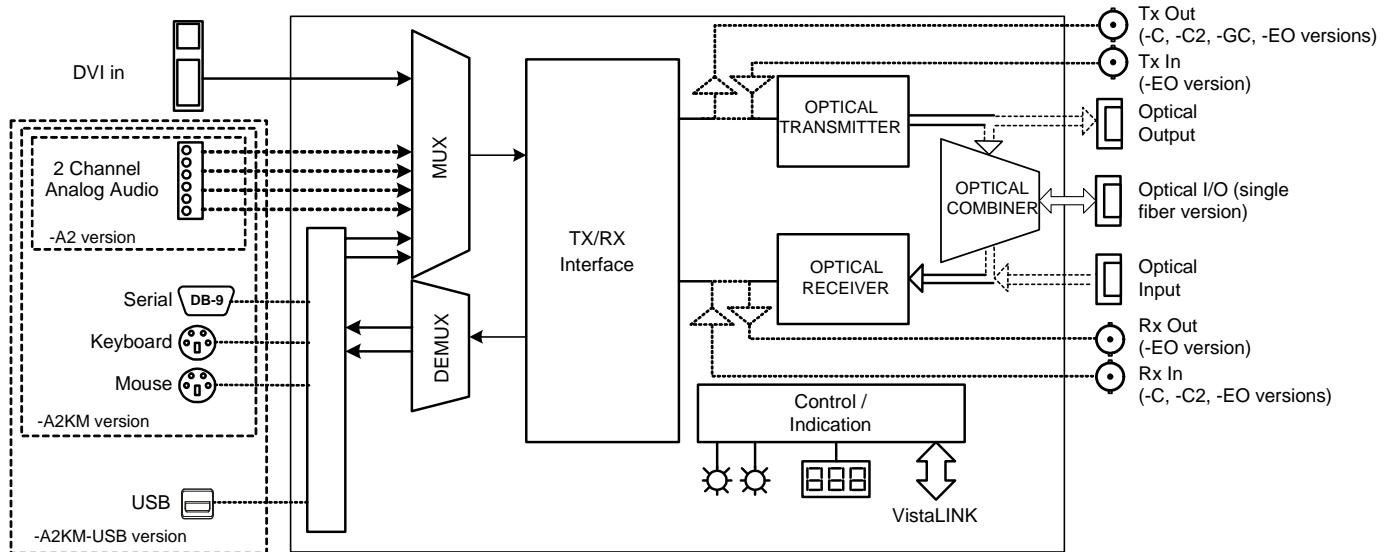 DVI in
2 Channel
Analog Audio
-A2 version
Serial
DB-9
Keyboard
Mouse
-A2KM version
USB
-A2KM-USB version
MUX
DEMUX
TX/RX
Interface
OPTICAL
TRANSMITTER
OPTICAL
COMBINER
OPTICAL
RECEIVER
Control /
Indication
VistaLINK
Tx Out
(-C, -C2, -GC, -EO versions)
Tx In
(-EO version)
Optical
Output
Optical I/O (single
fiber version)
Optical
Input
Rx Out
(-EO version)
Rx In
(-C, -C2, -EO versions)